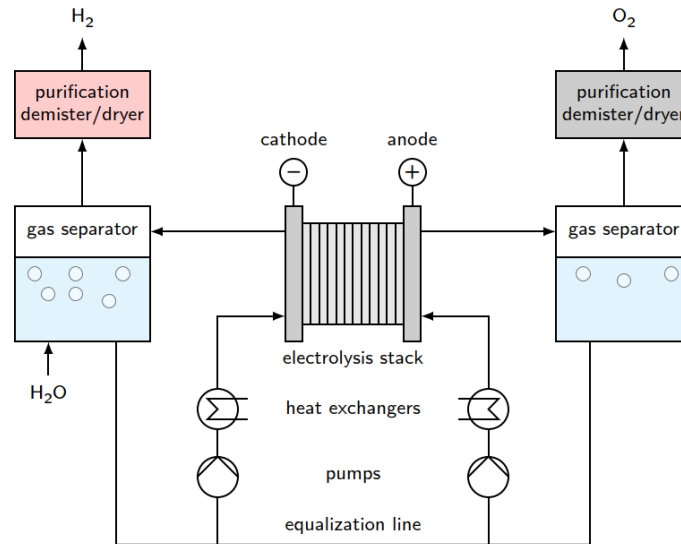 H₂
O₂
purification
demister/dryer
purification
demister/dryer
cathode
anode
−
+
gas separator
gas separator
electrolysis stack
H₂O
heat exchangers
pumps
equalization line